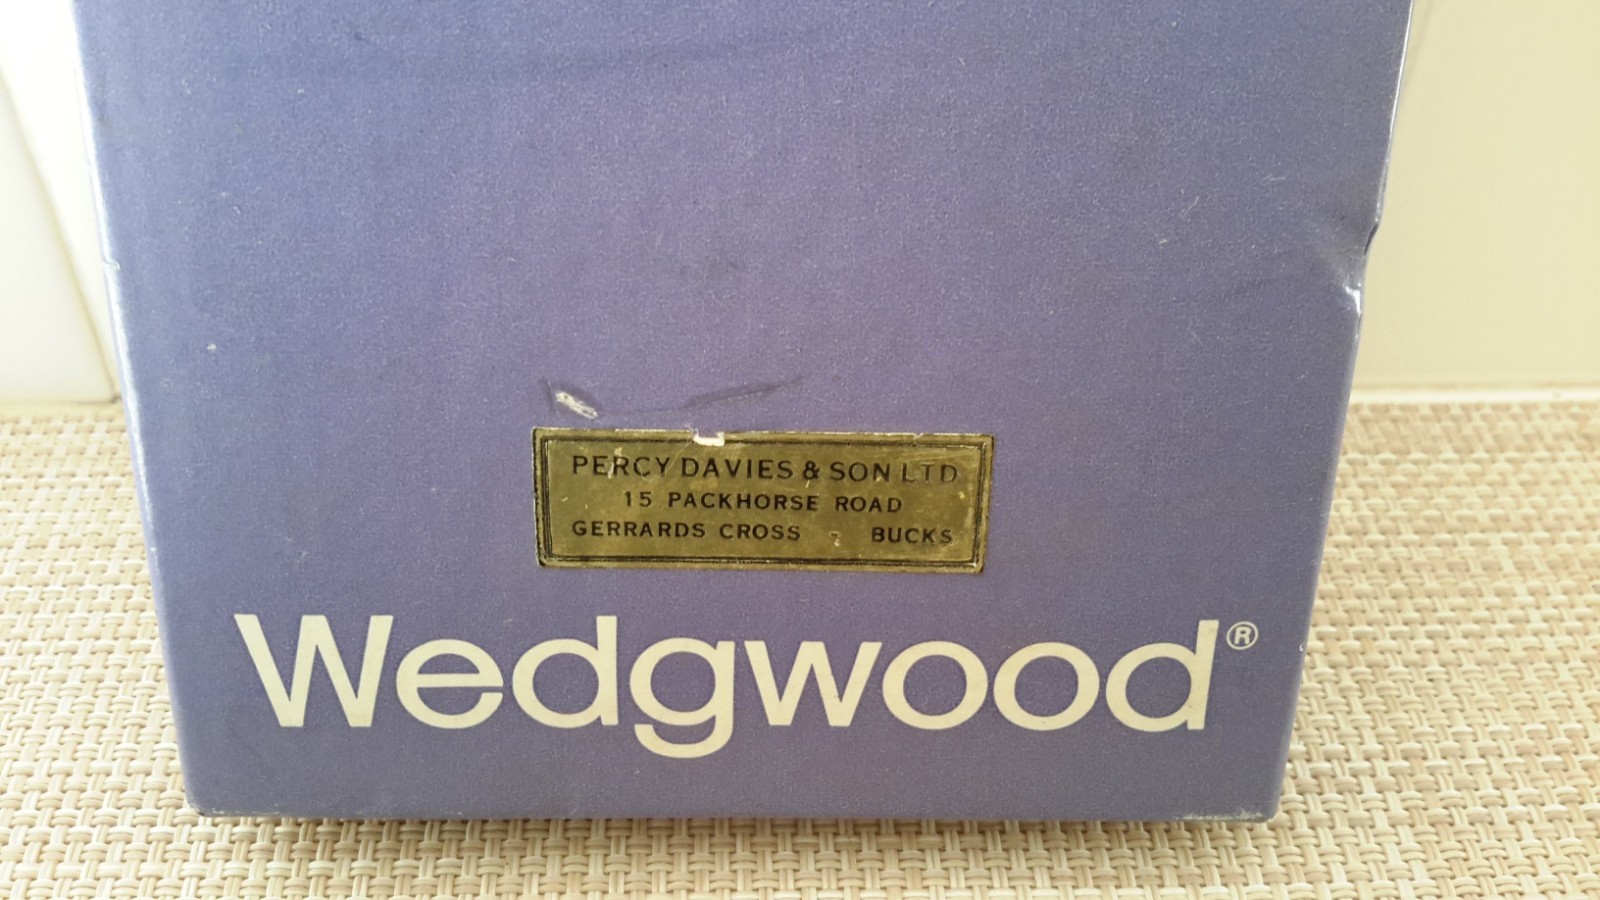 PERCY DAVIES & SON LTD
15 PACKHORSE ROAD
GERRARDS CROSS BUCKS
Wedgwood®